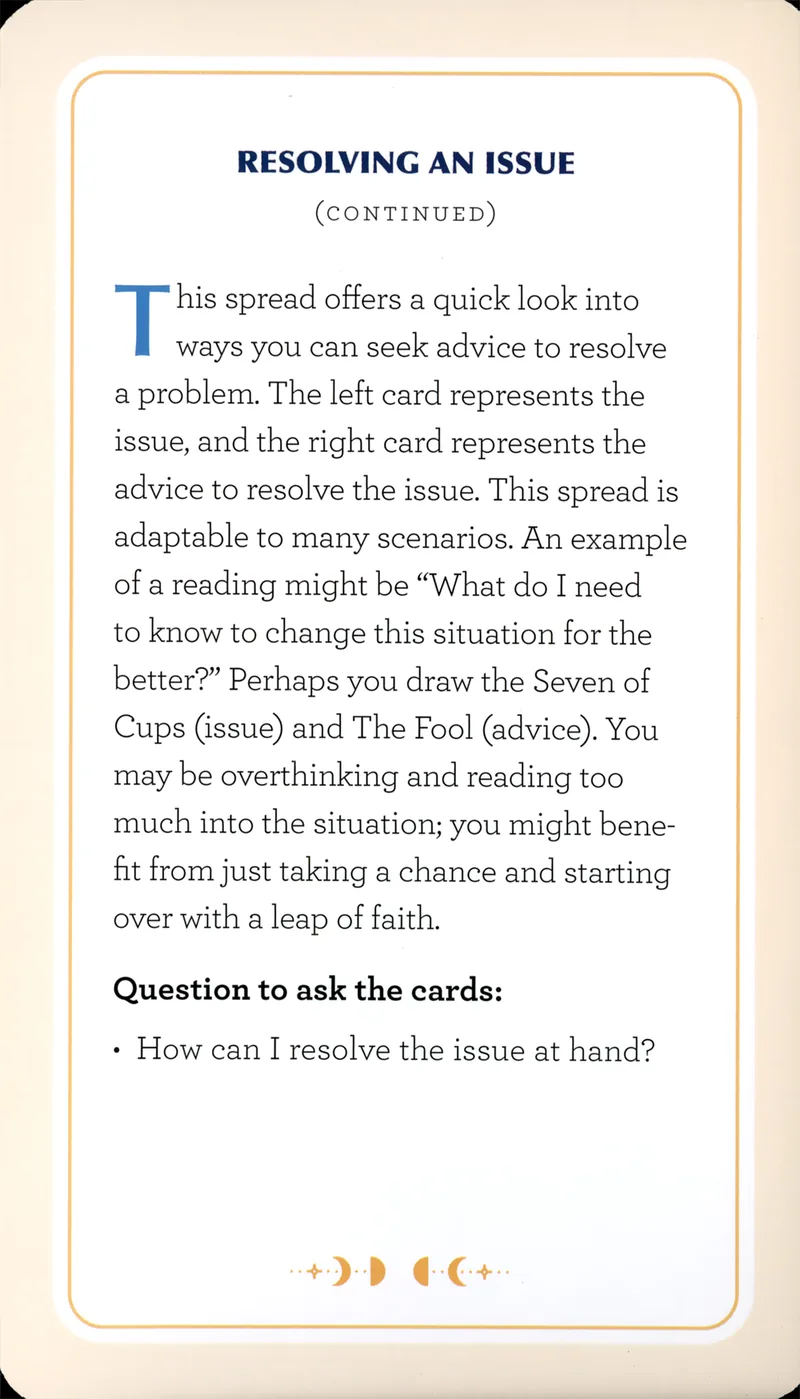 RESOLVING AN ISSUE
(CONTINUED)
This spread offers a quick look into
ways you can seek advice to resolve
a problem. The left card represents the
issue, and the right card represents the
advice to resolve the issue. This spread is
adaptable to many scenarios. An example
of a reading might be “What do I need
to know to change this situation for the
better?” Perhaps you draw the Seven of
Cups (issue) and The Fool (advice). You
may be overthinking and reading too
much into the situation; you might bene-
fit from just taking a chance and starting
over with a leap of faith.
Question to ask the cards:
• How can I resolve the issue at hand?